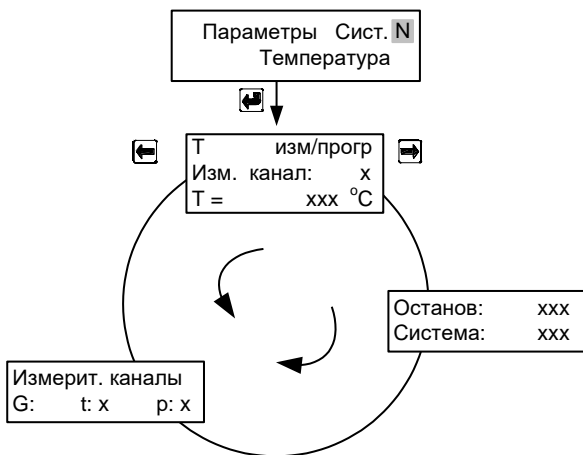 Параметры Сист. N
Температура
T изм/прогр
Изм. канал: x
T = xxx °C
Останов: xxx
Система: xxx
Измерит. каналы
G: t: x p: x